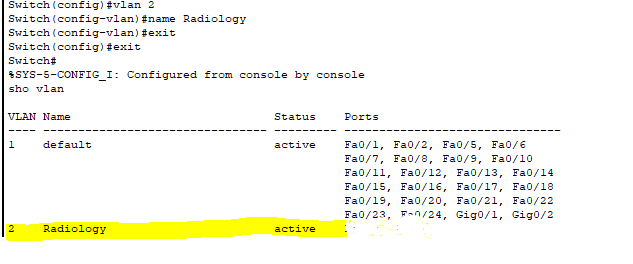 Switch(config)#vlan 2
Switch(config-vlan)#name Radiology
Switch(config-vlan)#exit
Switch(config)#exit
Switch#
%SYS-5-CONFIG_I: Configured from console by console
sho vlan
VLAN Name Status Ports
---- -------------------------------- --------- -------------------------------
1 default active Fa0/1, Fa0/2, Fa0/5, Fa0/6
Fa0/7, Fa0/8, Fa0/9, Fa0/10
Fa0/11, Fa0/12, Fa0/13, Fa0/14
Fa0/15, Fa0/16, Fa0/17, Fa0/18
Fa0/19, Fa0/20, Fa0/21, Fa0/22
Fa0/23, Fa0/24, Gig0/1, Gig0/2
2 Radiology active